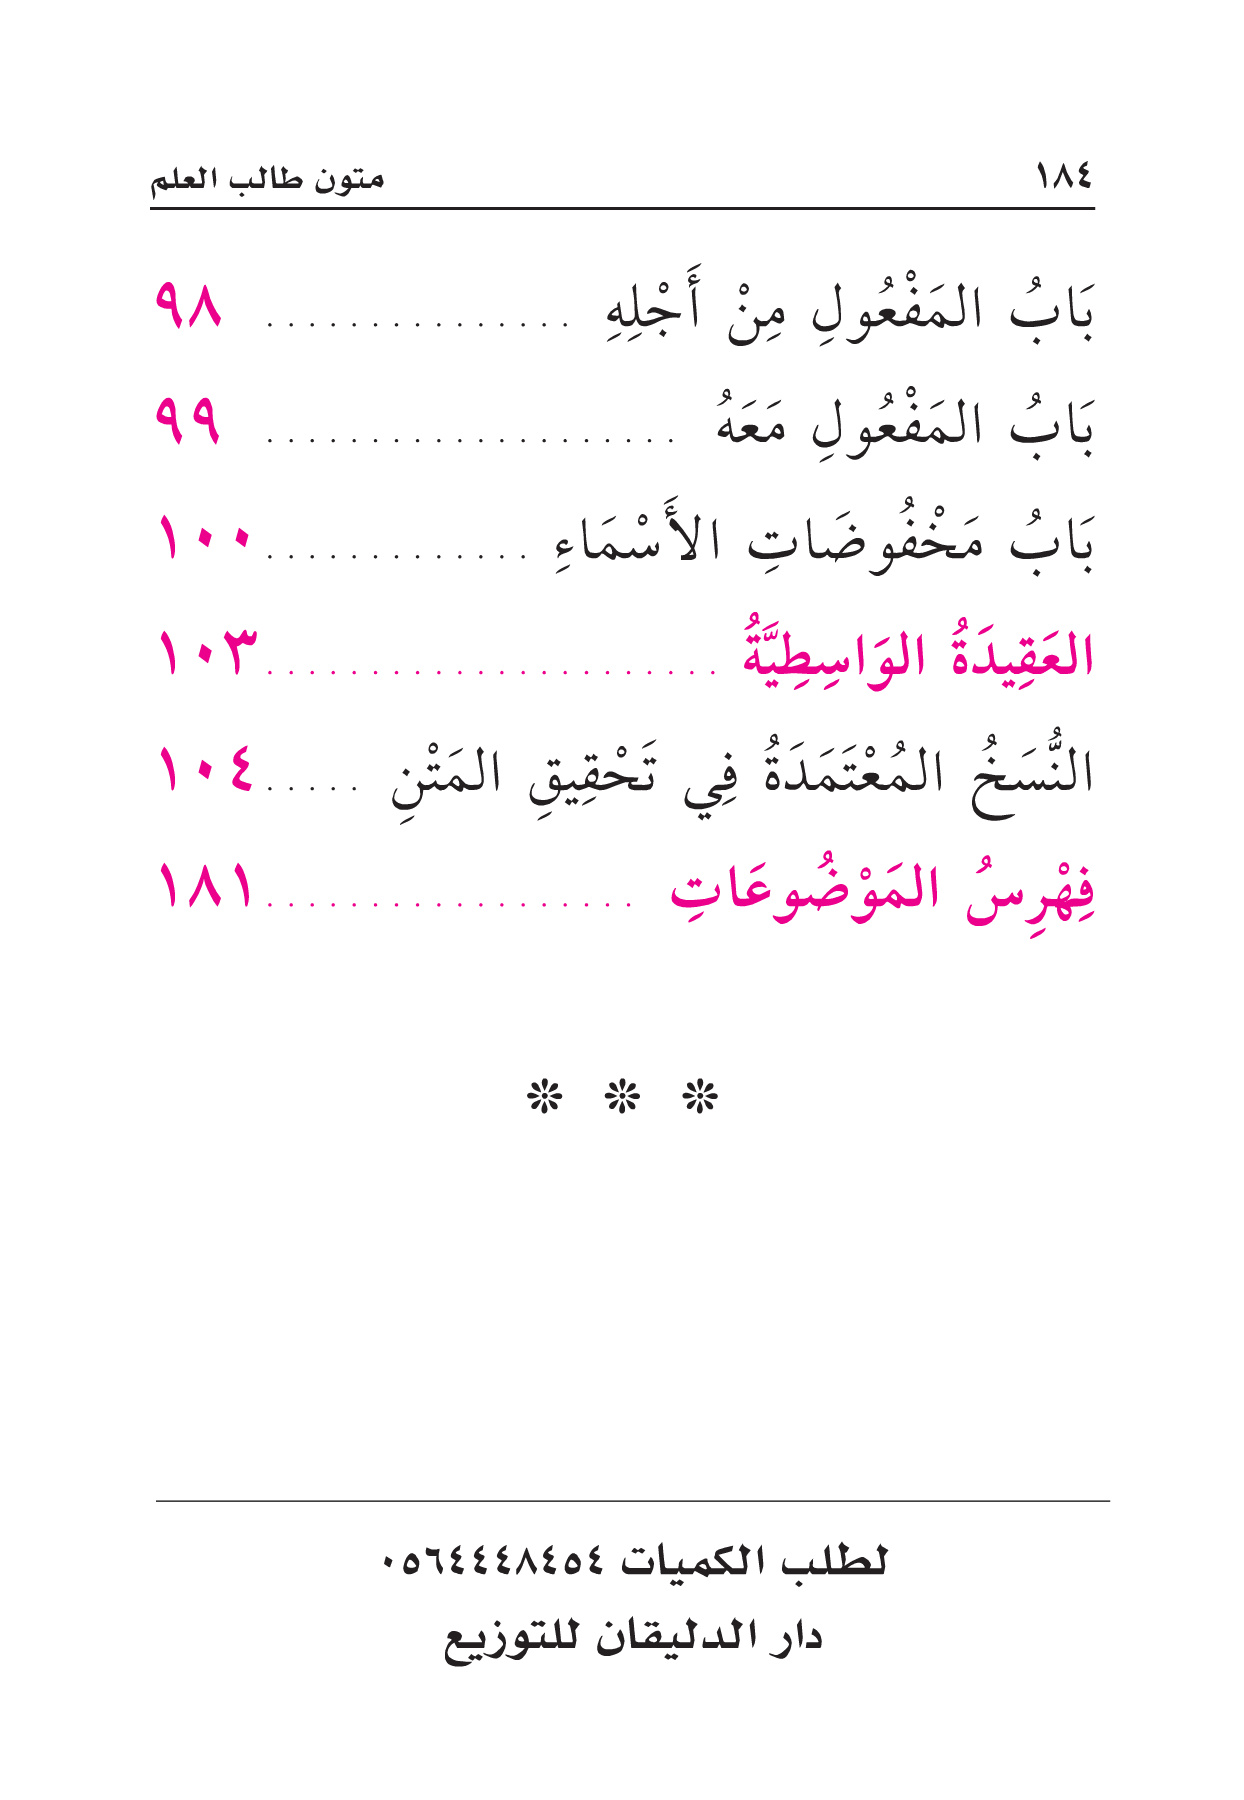 ١٨٤ متون طالب العلم
بَابُ المَفْعُولِ مِنْ أَجْلِهِ . . . . . . . . . . . . . . . ٩٨
بَابُ المَفْعُولِ مَعَهُ . . . . . . . . . . . . . . . . . . . . ٩٩
بَابُ مَخْفُوضَاتِ الأَسْمَاءِ . . . . . . . . . . . . . ١٠٠
العَقِيدَةُ الوَاسِطِيَّةُ . . . . . . . . . . . . . . . . . . . . . . ١٠٣
النُّسَخُ المُعْتَمَدَةُ فِي تَحْقِيقِ المَتْنِ . . . . . ١٠٤
فِهْرِسُ المَوْضُوعَاتِ . . . . . . . . . . . . . . . . . . ١٨١
❊ ❊ ❊
لطلب الكميات ٠٥٦٤٤٤٨٤٥٤
دار الدليقان للتوزيع